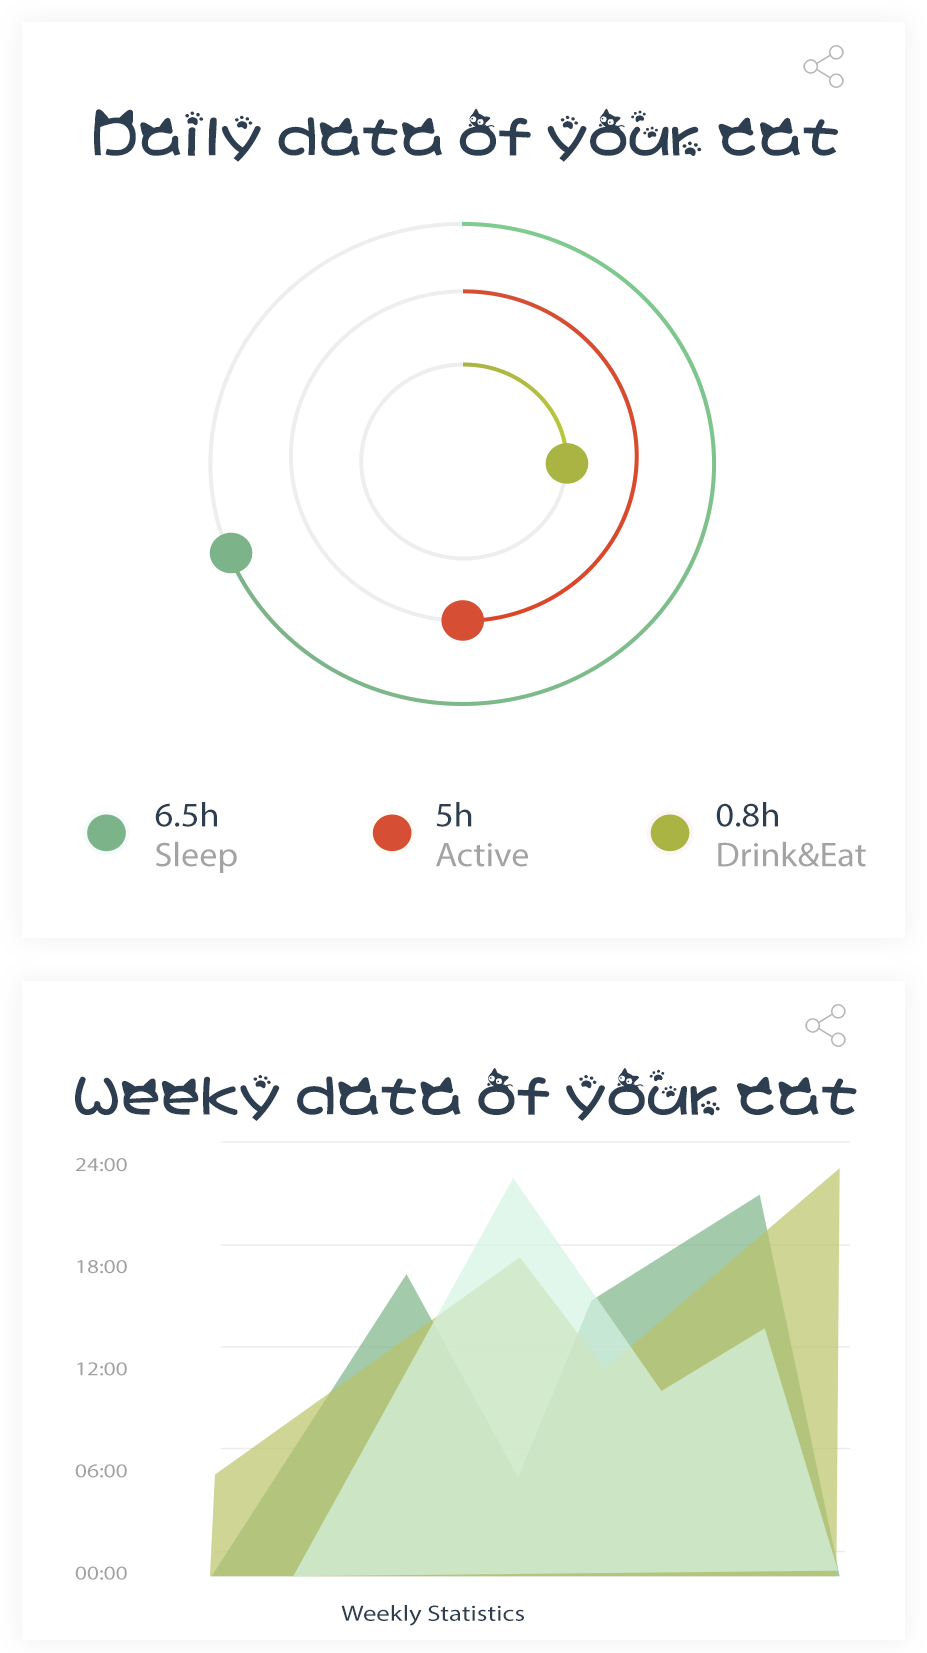 Daily data of your cat
6.5h
Sleep
5h
Active
0.8h
Drink&Eat
Weeky data of your cat
24:00
18:00
12:00
06:00
00:00
Weekly Statistics